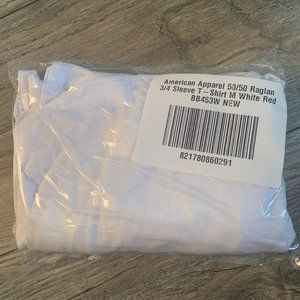 American Apparel 50/50 Raglan
3/4 Sleeve T-Shirt M White Red
BB453W NEW
821780860291